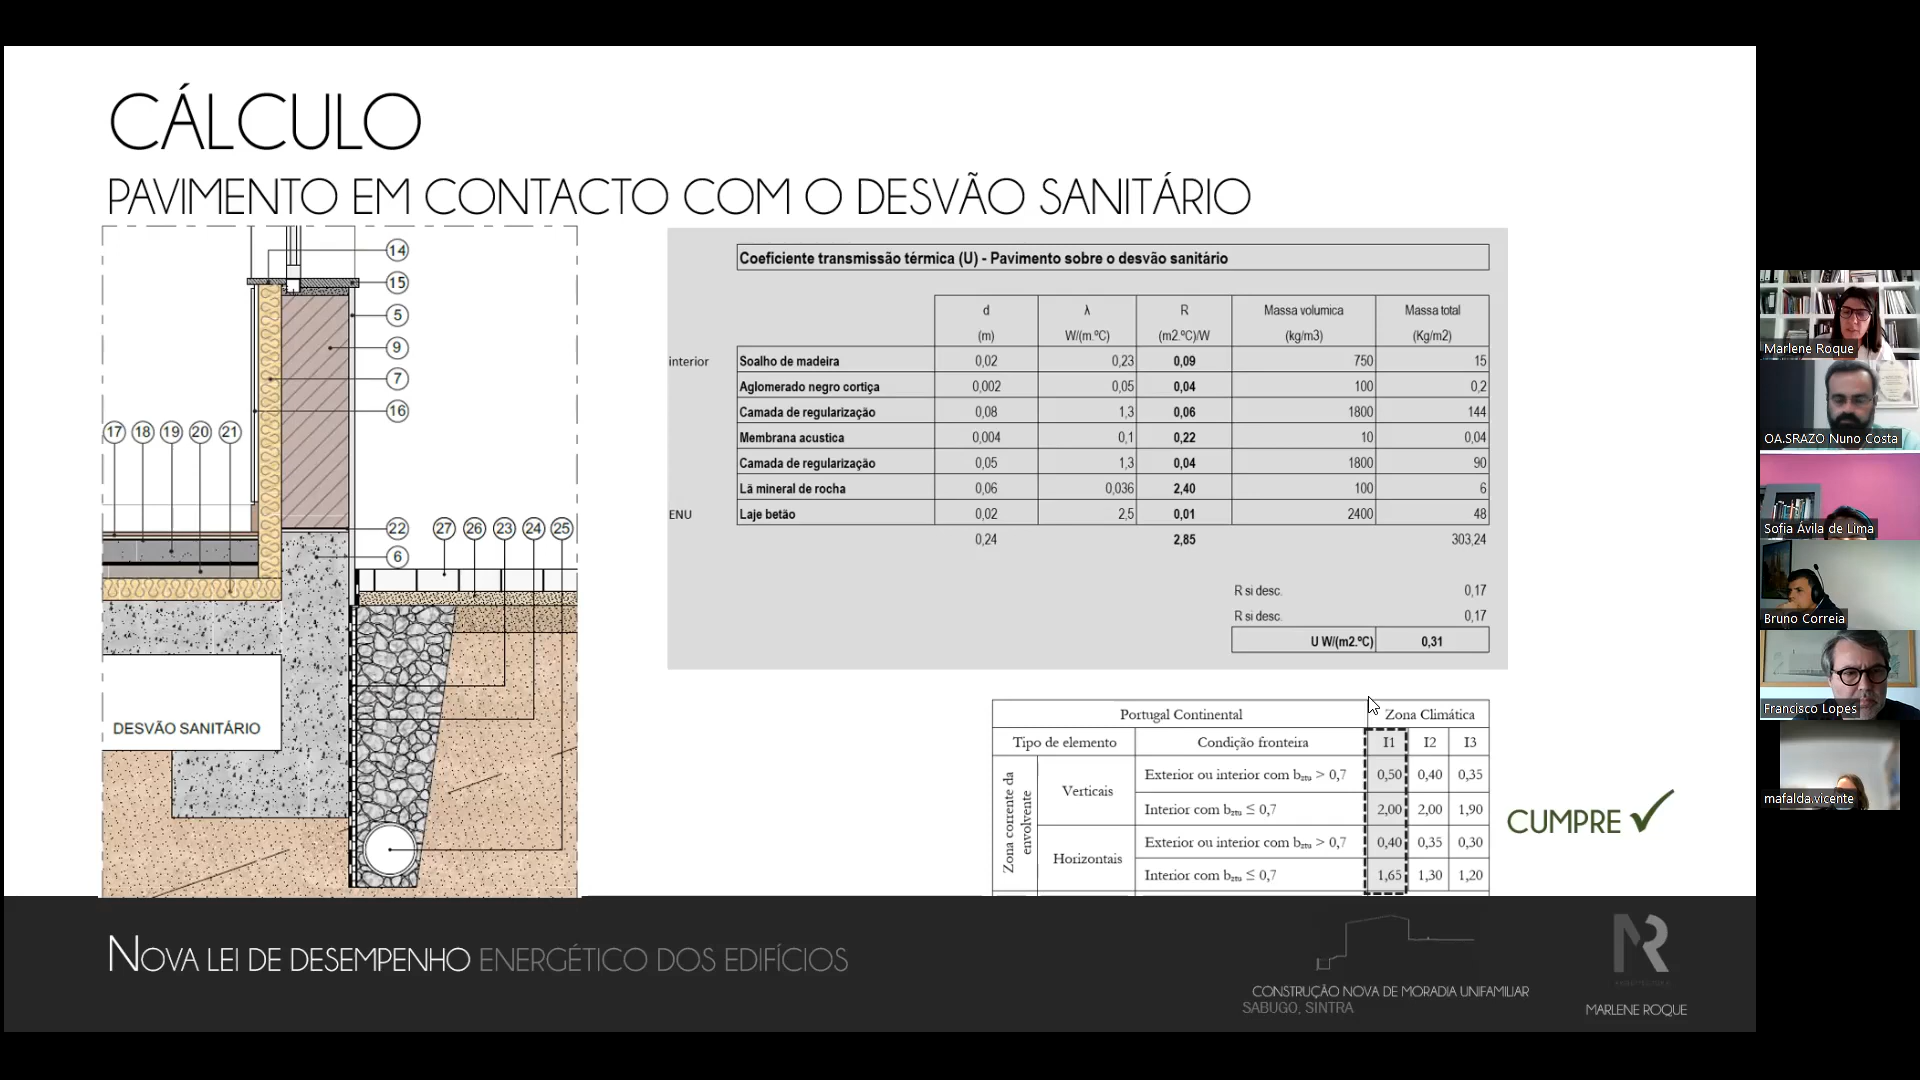 CÁLCULO
PAVIMENTO EM CONTACTO COM O DESVÃO SANITÁRIO
14
15
5
9
7
16
17 18 19 20 21
22 27 26 23 24 25
6
DESVÃO SANITÁRIO
Coeficiente transmissão térmica (U) - Pavimento sobre o desvão sanitário
d λ R Massa volumica Massa total
(m) W/(m.ºC) (m2.ºC)/W (kg/m3) (Kg/m2)
interior Soalho de madeira 0,02 0,23 0,09 750 15
Aglomerado negro cortiça 0,002 0,05 0,04 100 0,2
Camada de regularização 0,08 1,3 0,06 1800 144
Membrana acustica 0,004 0,1 0,22 10 0,04
Camada de regularização 0,05 1,3 0,04 1800 90
Lã mineral de rocha 0,06 0,036 2,40 100 6
ENU Laje betão 0,02 2,5 0,01 2400 48
0,24 2,85 303,24
R si desc. 0,17
R si desc. 0,17
U W/(m2.ºC) 0,31
Portugal Continental Zona Climática
Tipo de elemento Condição fronteira I1 I2 I3
Zona corrente da envolvente
Verticais Exterior ou interior com bztu > 0,7 0,50 0,40 0,35
Interior com bztu ≤ 0,7 2,00 2,00 1,90
Horizontais Exterior ou interior com bztu > 0,7 0,40 0,35 0,30
Interior com bztu ≤ 0,7 1,65 1,30 1,20
CUMPRE
NOVA LEI DE DESEMPENHO ENERGÉTICO DOS EDIFÍCIOS
CONSTRUÇÃO NOVA DE MORADIA UNIFAMILIAR
SABUGO, SINTRA
MR
MARLENE ROQUE
Marlene Roque
OA.SRAZO Nuno Costa
Sofia Ávila de Lima
Bruno Correia
Francisco Lopes
mafalda.vicente